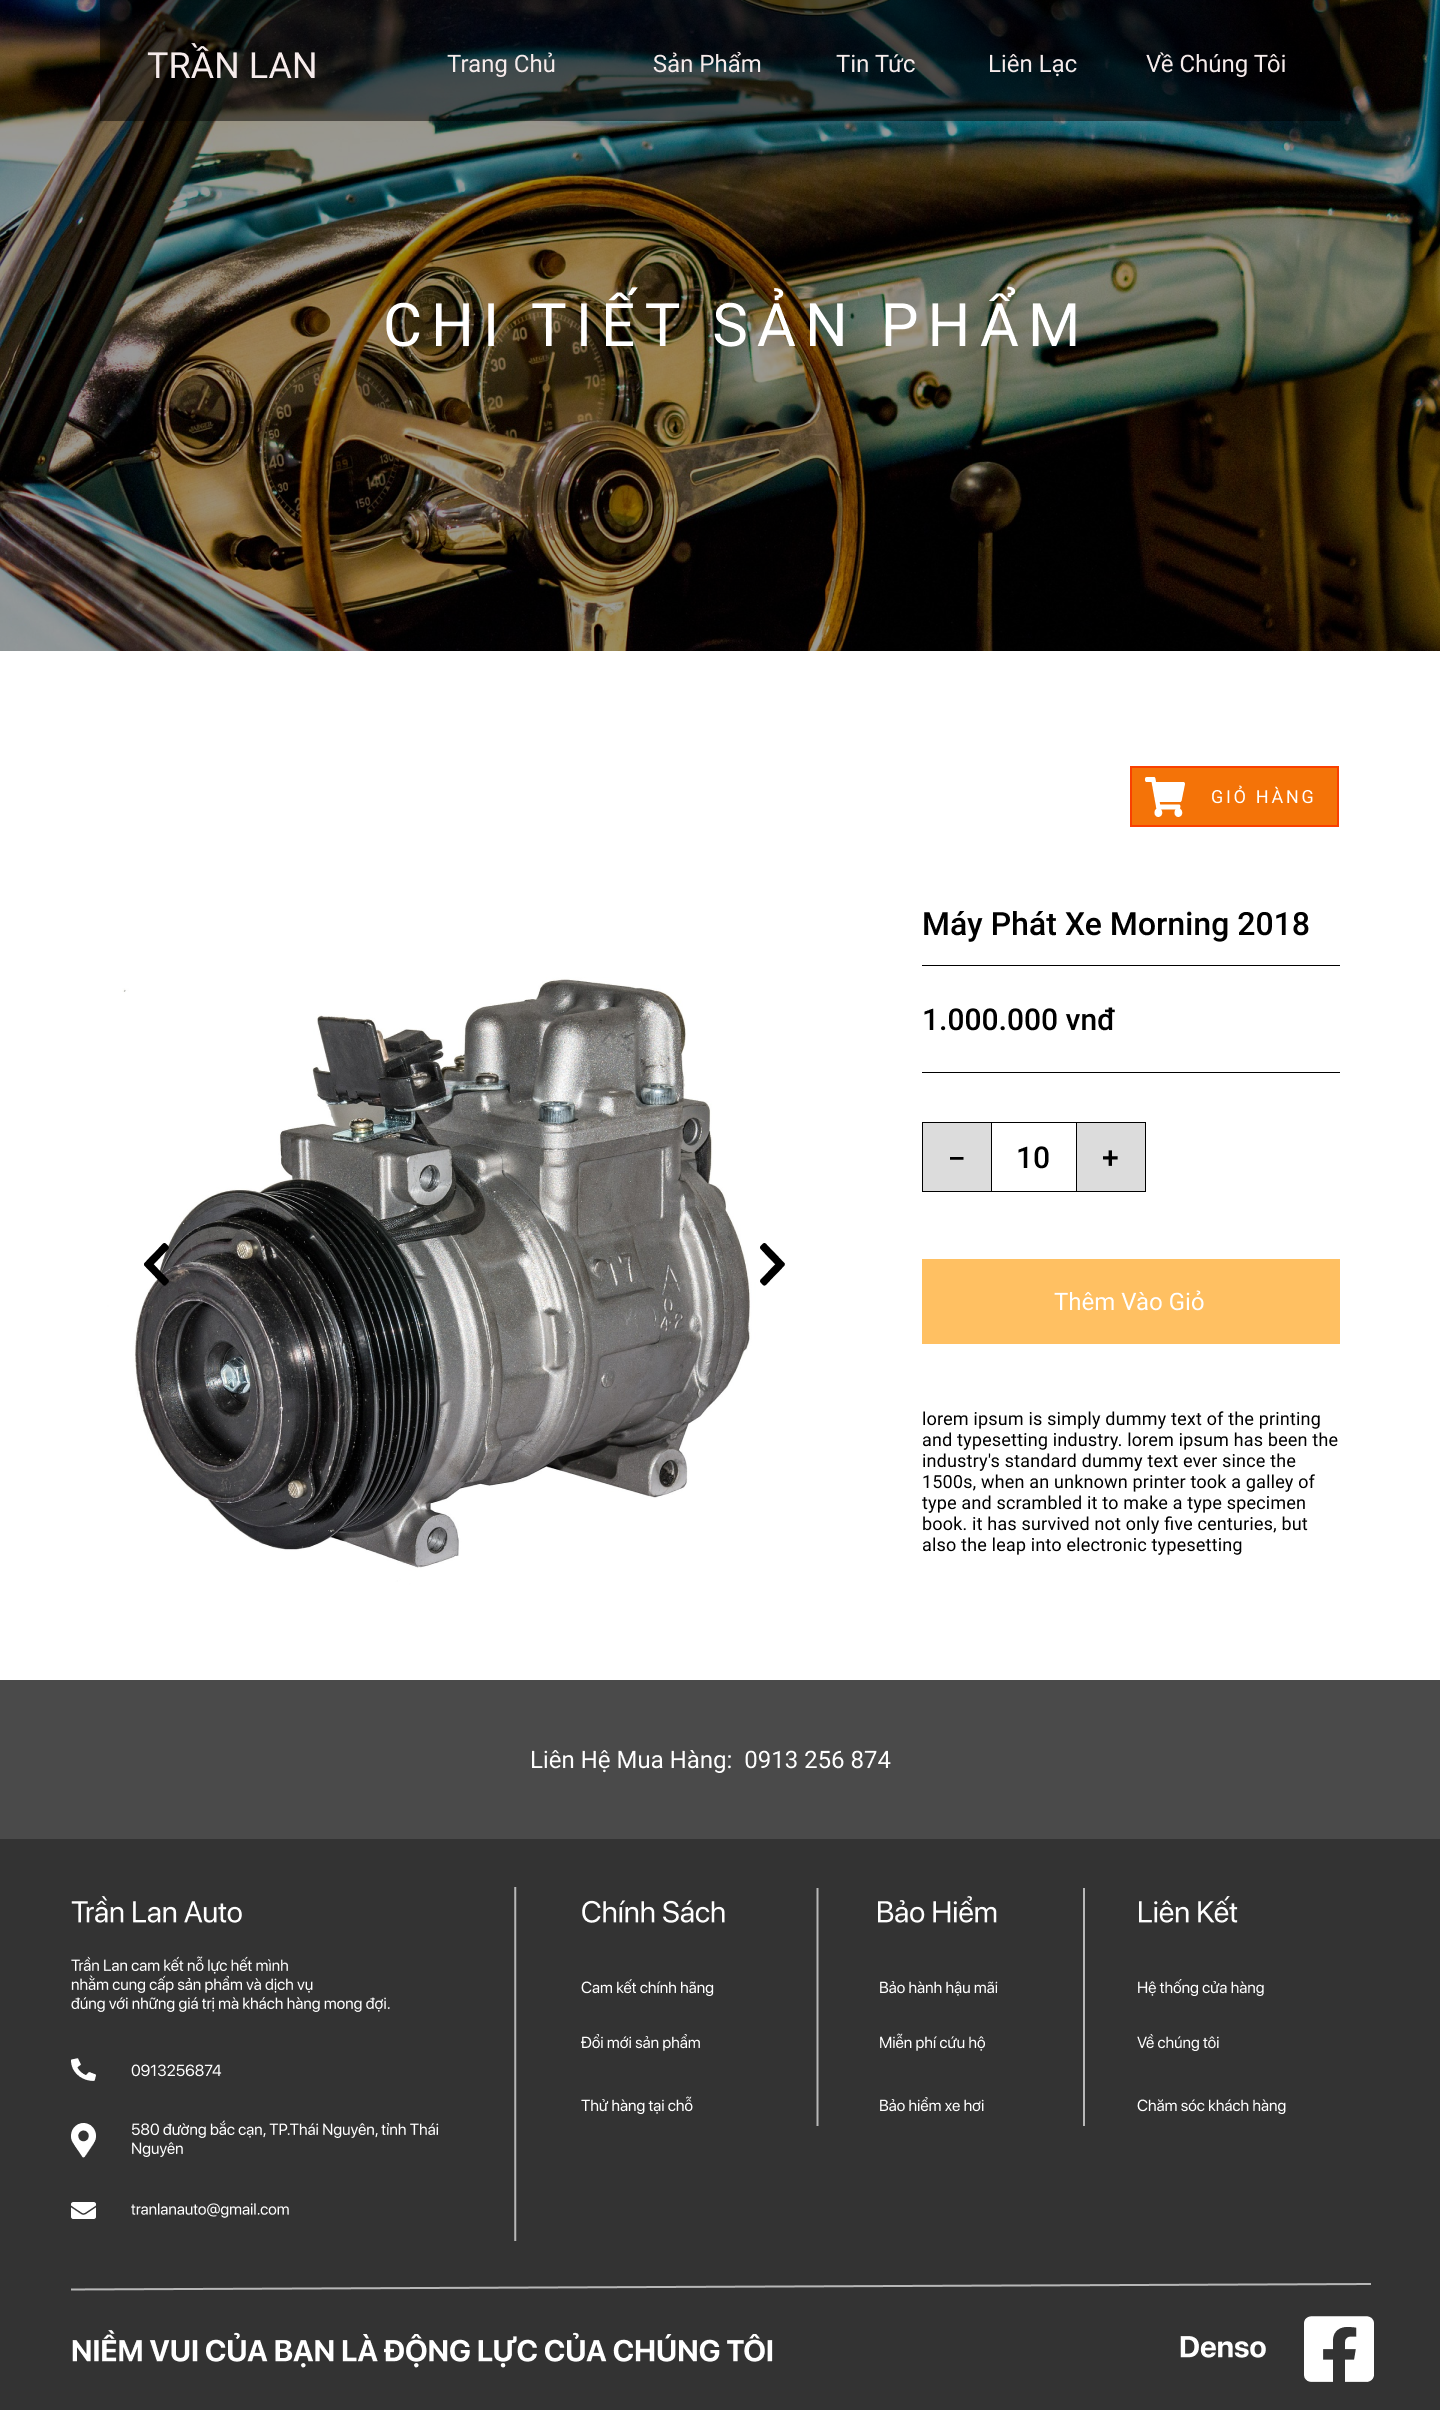 TRẦN LAN
Trang Chủ
Sản Phẩm
Tin Tức
Liên Lạc
Về Chúng Tôi
CHI TIẾT SẢN PHẨM
GIỎ HÀNG
Máy Phát Xe Morning 2018
1.000.000 vnđ
– 10 +
Thêm Vào Giỏ
lorem ipsum is simply dummy text of the printing
and typesetting industry. lorem ipsum has been the
industry's standard dummy text ever since the
1500s, when an unknown printer took a galley of
type and scrambled it to make a type specimen
book. it has survived not only five centuries, but
also the leap into electronic typesetting
Liên Hệ Mua Hàng: 0913 256 874
Trần Lan Auto
Trần Lan cam kết nỗ lực hết mình
nhằm cung cấp sản phẩm và dịch vụ
đúng với những giá trị mà khách hàng mong đợi.
0913256874
580 đường bắc cạn, TP.Thái Nguyên, tỉnh Thái
Nguyên
tranlanauto@gmail.com
Chính Sách
Cam kết chính hãng
Đổi mới sản phẩm
Thử hàng tại chỗ
Bảo Hiểm
Bảo hành hậu mãi
Miễn phí cứu hộ
Bảo hiểm xe hơi
Liên Kết
Hệ thống cửa hàng
Về chúng tôi
Chăm sóc khách hàng
NIỀM VUI CỦA BẠN LÀ ĐỘNG LỰC CỦA CHÚNG TÔI
Denso